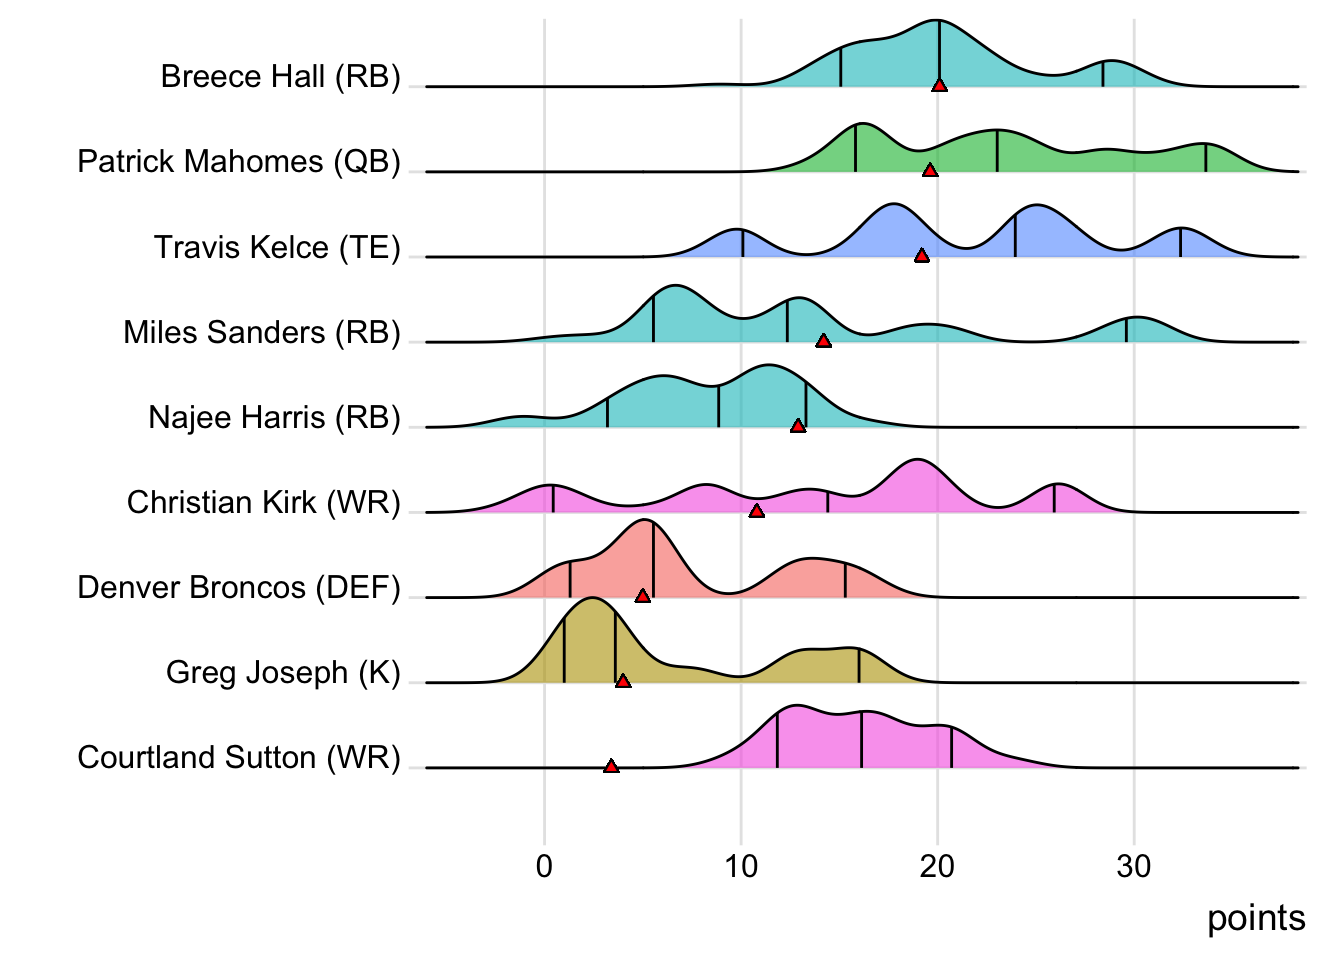 Breece Hall (RB)
Patrick Mahomes (QB)
Travis Kelce (TE)
Miles Sanders (RB)
Najee Harris (RB)
Christian Kirk (WR)
Denver Broncos (DEF)
Greg Joseph (K)
Courtland Sutton (WR)
0 10 20 30
points